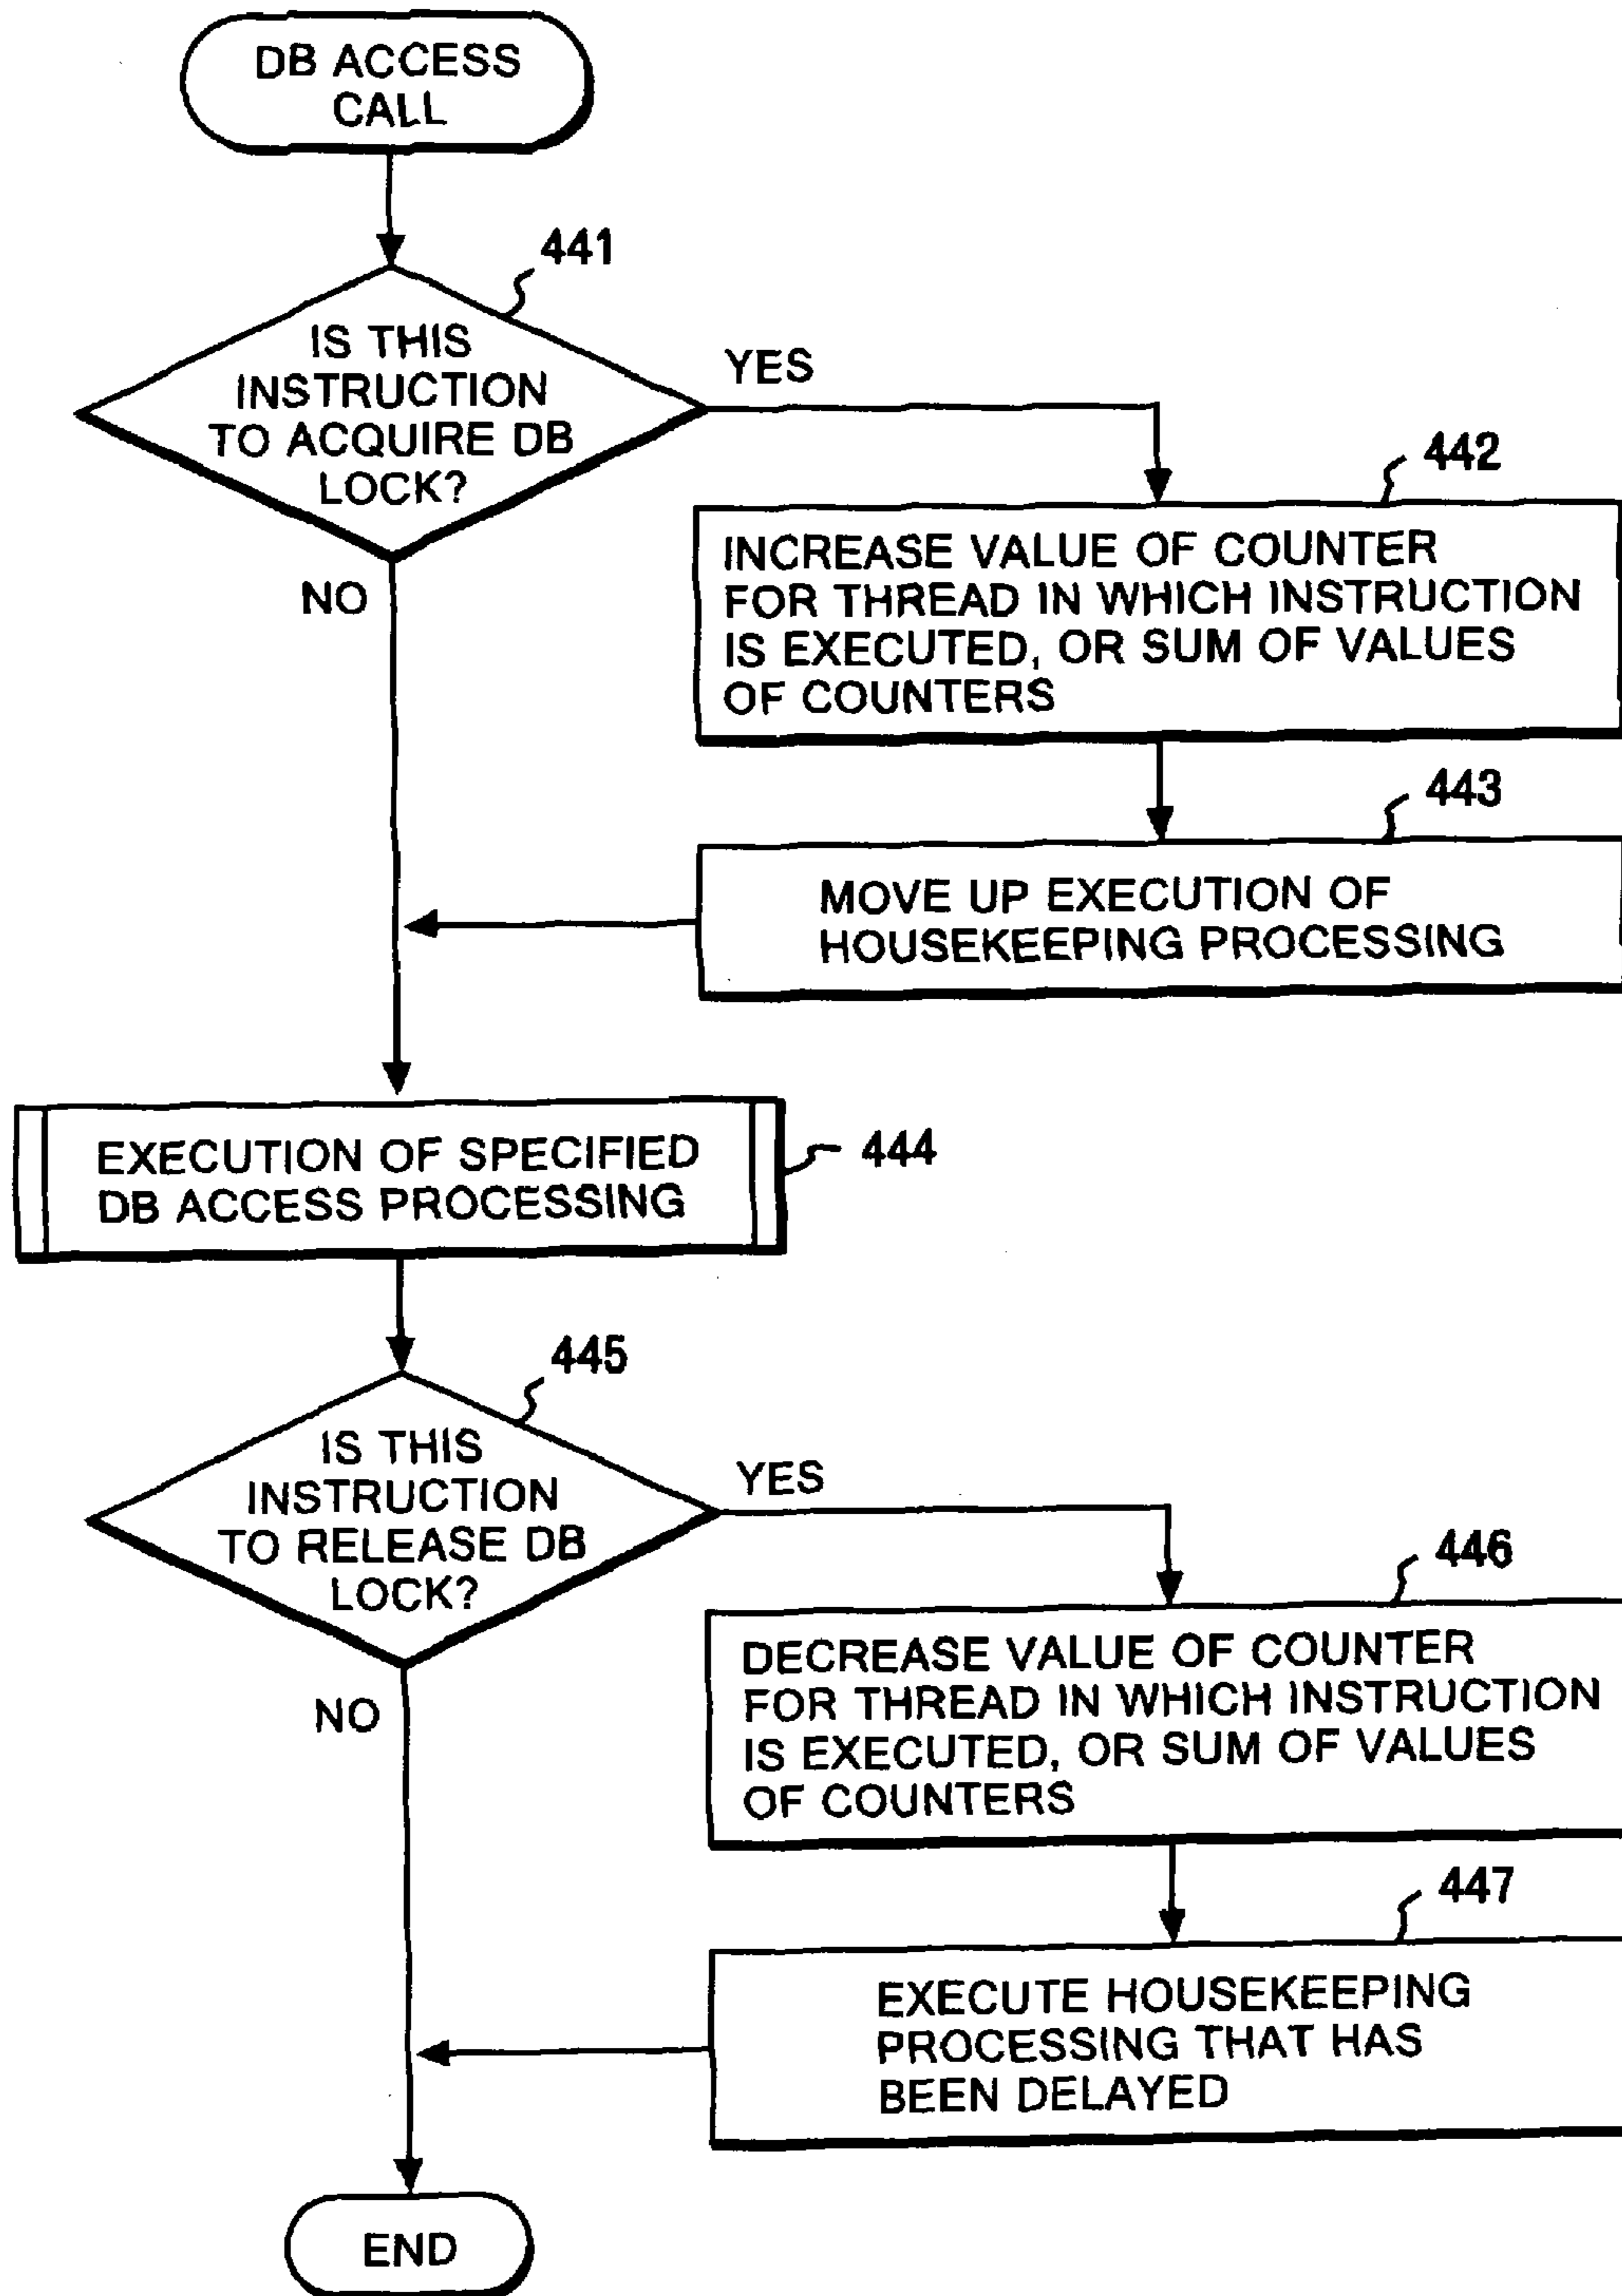 DB ACCESS
CALL
441
IS THIS
INSTRUCTION
TO ACQUIRE DB
LOCK?
YES
NO
442
INCREASE VALUE OF COUNTER
FOR THREAD IN WHICH INSTRUCTION
IS EXECUTED, OR SUM OF VALUES
OF COUNTERS
443
MOVE UP EXECUTION OF
HOUSEKEEPING PROCESSING
EXECUTION OF SPECIFIED
DB ACCESS PROCESSING
444
445
IS THIS
INSTRUCTION
TO RELEASE DB
LOCK?
YES
NO
446
DECREASE VALUE OF COUNTER
FOR THREAD IN WHICH INSTRUCTION
IS EXECUTED, OR SUM OF VALUES
OF COUNTERS
447
EXECUTE HOUSEKEEPING
PROCESSING THAT HAS
BEEN DELAYED
END